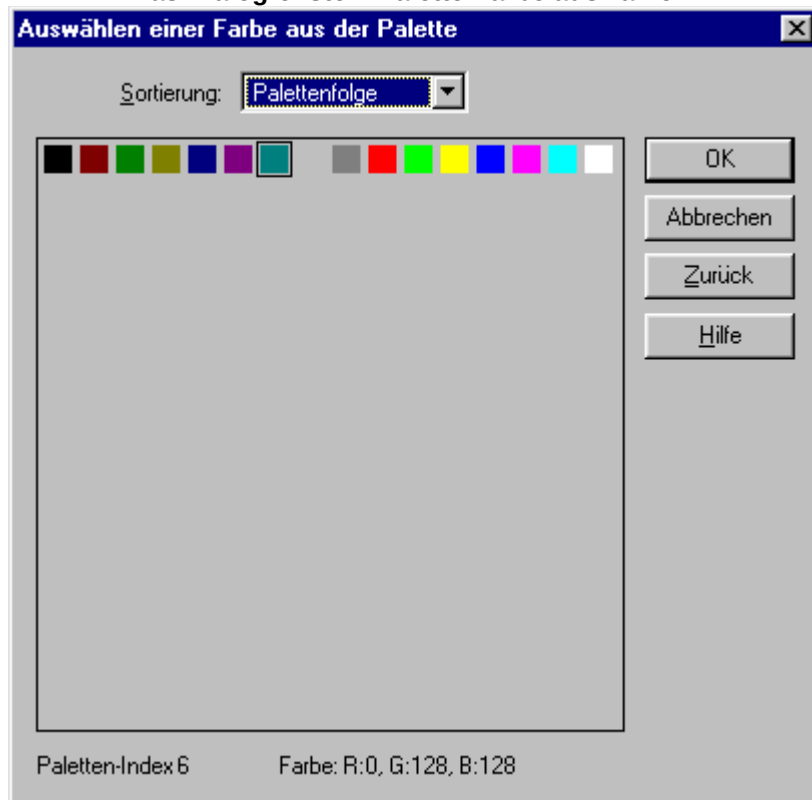 Auswählen einer Farbe aus der Palette
Sortierung: Palettenfolge
OK
Abbrechen
Zurück
Hilfe
Paletten-Index 6 Farbe: R:0, G:128, B:128